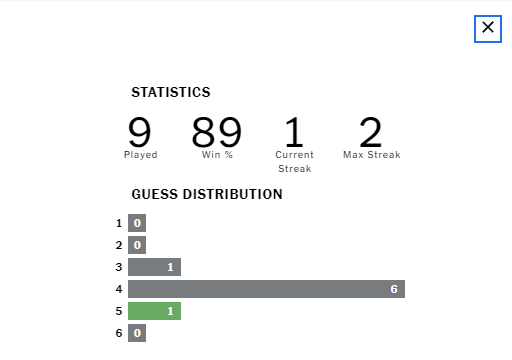 STATISTICS
9 89 1 2
Played Win % Current Streak Max Streak
GUESS DISTRIBUTION
1 0
2 0
3 1
4 6
5 1
6 0